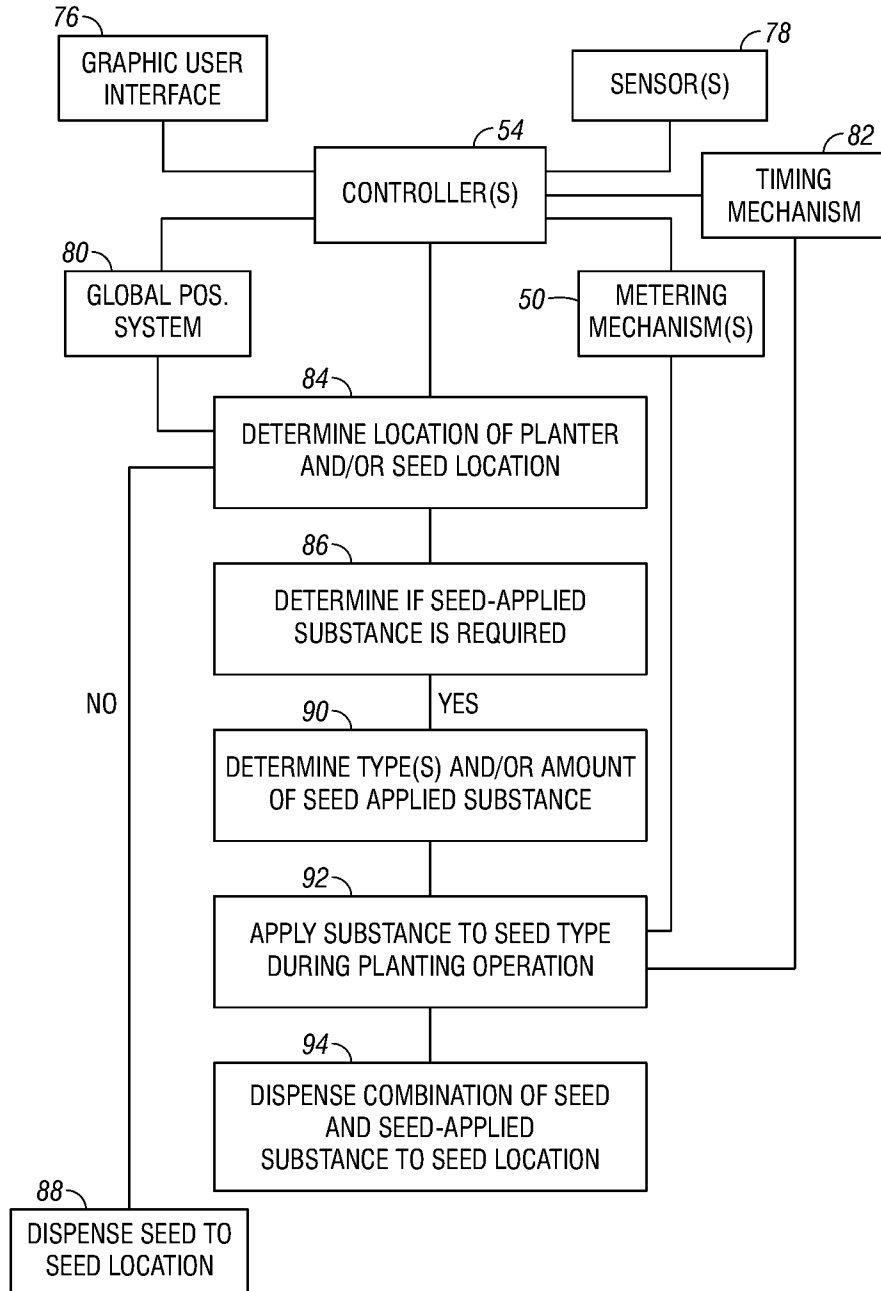 76
GRAPHIC USER
INTERFACE
78
SENSOR(S)
54
CONTROLLER(S)
82
TIMING
MECHANISM
80
GLOBAL POS.
SYSTEM
50
METERING
MECHANISM(S)
84
DETERMINE LOCATION OF PLANTER
AND/OR SEED LOCATION
86
DETERMINE IF SEED-APPLIED
SUBSTANCE IS REQUIRED
NO
YES
90
DETERMINE TYPE(S) AND/OR AMOUNT
OF SEED APPLIED SUBSTANCE
92
APPLY SUBSTANCE TO SEED TYPE
DURING PLANTING OPERATION
94
DISPENSE COMBINATION OF SEED
AND SEED-APPLIED
SUBSTANCE TO SEED LOCATION
88
DISPENSE SEED TO
SEED LOCATION